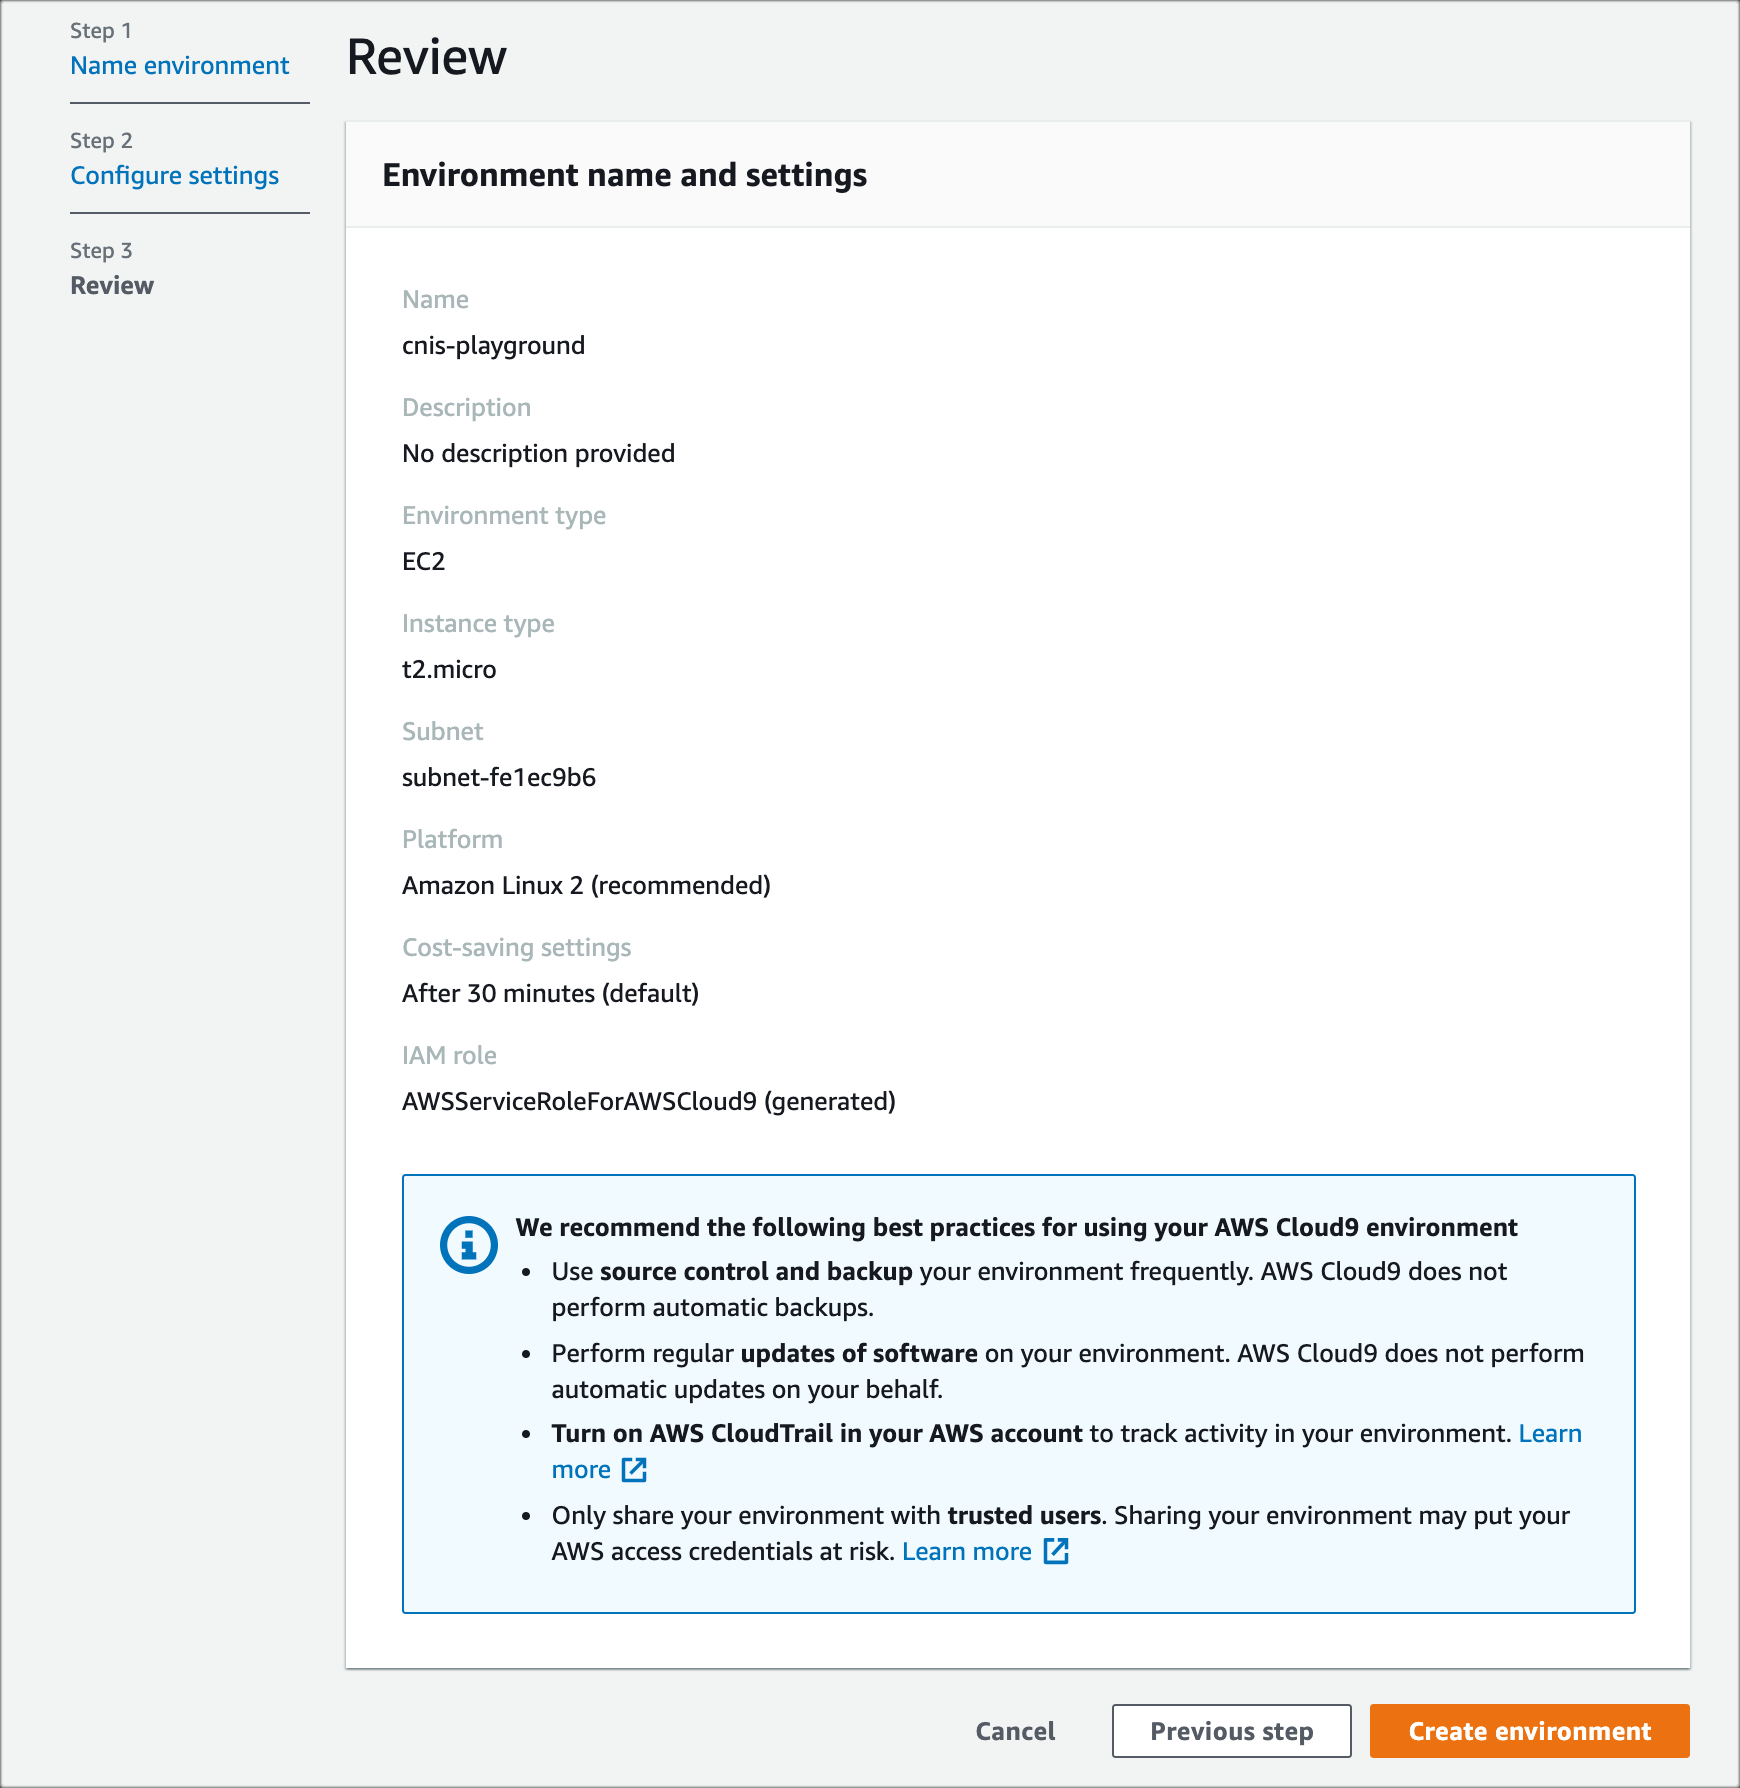 Step 1
Name environment
Step 2
Configure settings
Step 3
Review
Review
Environment name and settings
Name
cnis-playground
Description
No description provided
Environment type
EC2
Instance type
t2.micro
Subnet
subnet-fe1ec9b6
Platform
Amazon Linux 2 (recommended)
Cost-saving settings
After 30 minutes (default)
IAM role
AWSServiceRoleForAWSCloud9 (generated)
We recommend the following best practices for using your AWS Cloud9 environment
• Use source control and backup your environment frequently. AWS Cloud9 does not
perform automatic backups.
• Perform regular updates of software on your environment. AWS Cloud9 does not perform
automatic updates on your behalf.
• Turn on AWS CloudTrail in your AWS account to track activity in your environment. Learn
more
• Only share your environment with trusted users. Sharing your environment may put your
AWS access credentials at risk. Learn more
Cancel
Previous step
Create environment